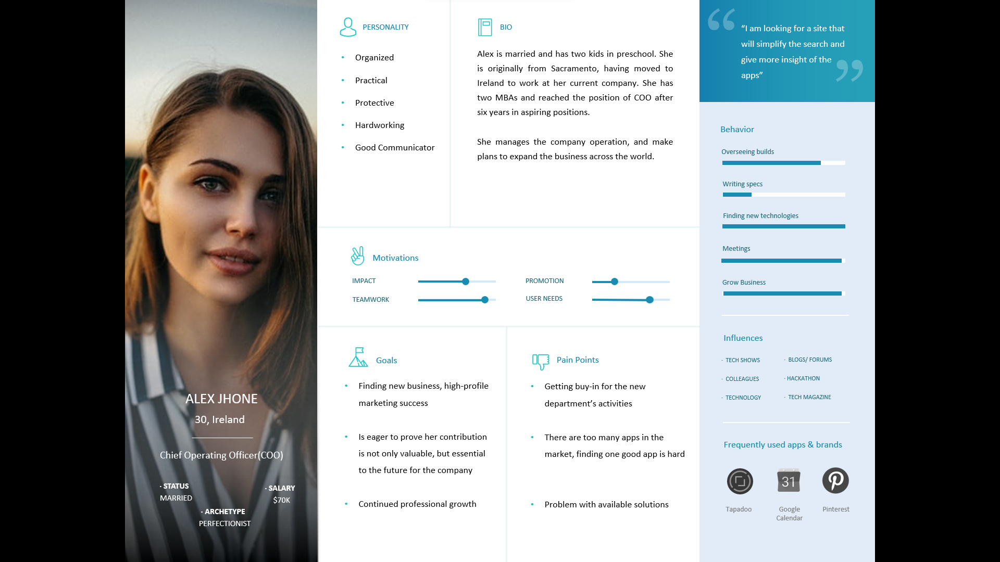 ALEX JHONE
30, Ireland
Chief Operating Officer(COO)
· STATUS
MARRIED
· SALARY
$70K
· ARCHETYPE
PERFECTIONIST
PERSONALITY
• Organized
• Practical
• Protective
• Hardworking
• Good Communicator
BIO
Alex is married and has two kids in preschool. She
is originally from Sacramento, having moved to
Ireland to work at her current company. She has
two MBAs and reached the position of COO after
six years in aspiring positions.
She manages the company operation, and make
plans to expand the business across the world.
Motivations
IMPACT
PROMOTION
TEAMWORK
USER NEEDS
Goals
• Finding new business, high-profile
marketing success
• Is eager to prove her contribution
is not only valuable, but essential
to the future for the company
• Continued professional growth
Pain Points
• Getting buy-in for the new
department’s activities
• There are too many apps in the
market, finding one good app is hard
• Problem with available solutions
“I am looking for a site that
will simplify the search and
give more insight of the
apps”
Behavior
Overseeing builds
Writing specs
Finding new technologies
Meetings
Grow Business
Influences
· TECH SHOWS
· BLOGS/ FORUMS
· COLLEAGUES
· HACKATHON
· TECHNOLOGY
· TECH MAGAZINE
Frequently used apps & brands
31
Tapadoo
Google
Calendar
Pinterest